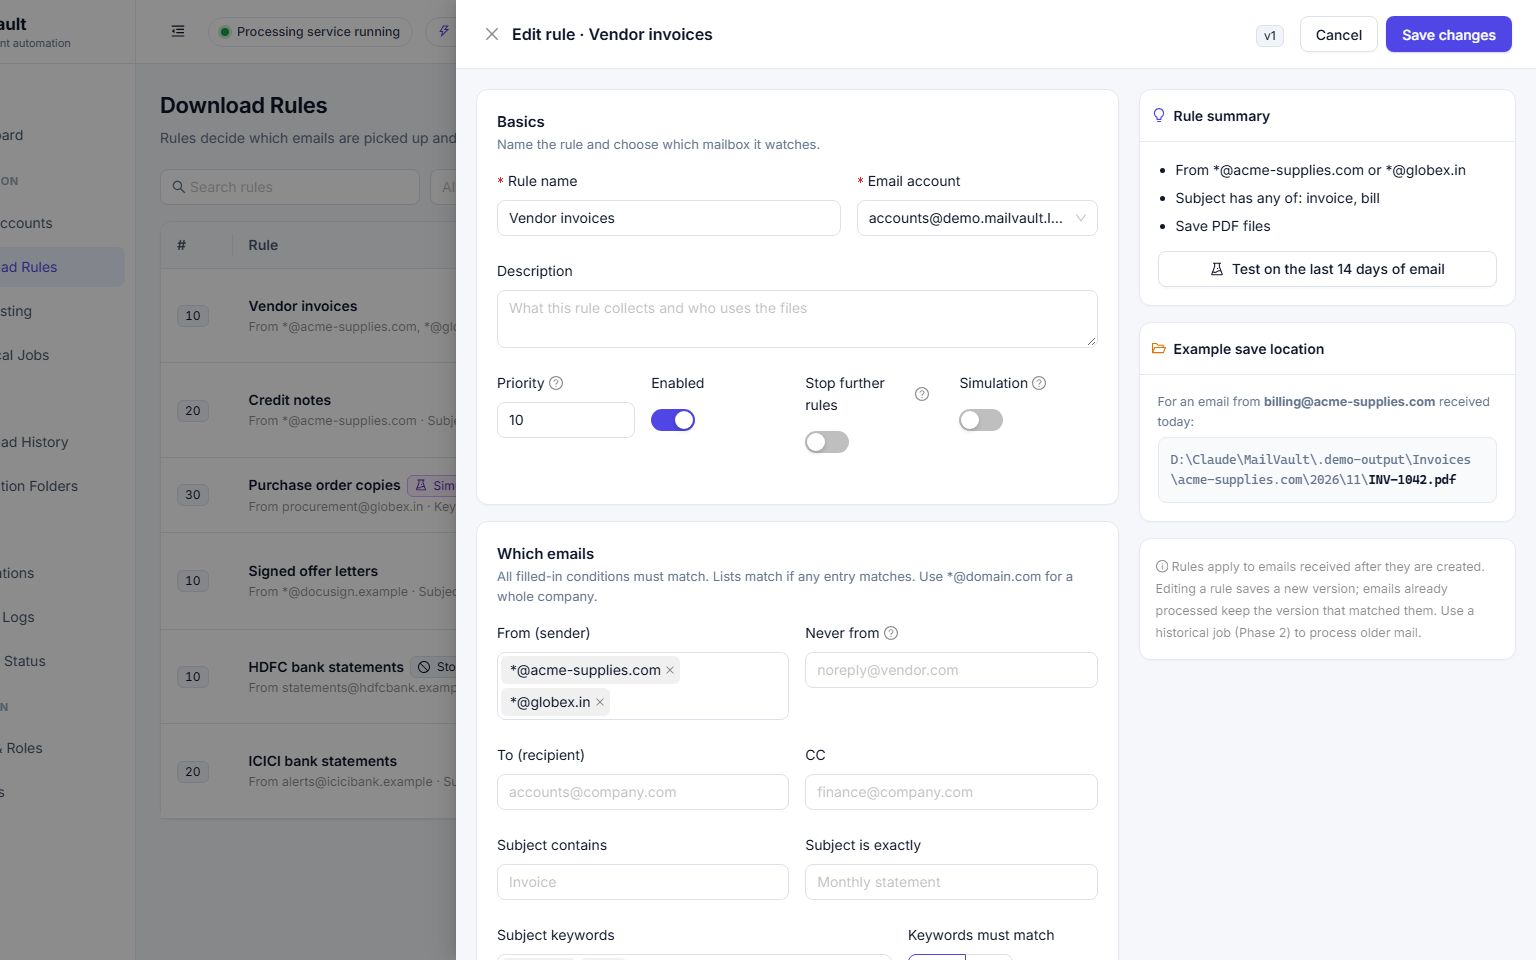 ault
nt automation
Processing service running
Edit rule · Vendor invoices
v1
Cancel
Save changes
ard
ON
ccounts
ad Rules
sting
cal Jobs
ad History
tion Folders
ations
Logs
Status
N
& Roles
s
Download Rules
Rules decide which emails are picked up and
Search rules
Al
# Rule
10 Vendor invoices
From *@acme-supplies.com, *@glo
20 Credit notes
From *@acme-supplies.com · Subje
30 Purchase order copies Sim
From procurement@globex.in · Key
10 Signed offer letters
From *@docusign.example · Subje
10 HDFC bank statements Sto
From statements@hdfcbank.examp
20 ICICI bank statements
From alerts@icicibank.example · Su
Basics
Name the rule and choose which mailbox it watches.
* Rule name
* Email account
Vendor invoices
accounts@demo.mailvault.l...
Description
What this rule collects and who uses the files
Priority
Enabled
Stop further
rules
Simulation
10
Which emails
All filled-in conditions must match. Lists match if any entry matches. Use *@domain.com for a
whole company.
From (sender)
Never from
*@acme-supplies.com
*@globex.in
noreply@vendor.com
To (recipient)
CC
accounts@company.com
finance@company.com
Subject contains
Subject is exactly
Invoice
Monthly statement
Subject keywords
Keywords must match
Rule summary
From *@acme-supplies.com or *@globex.in
Subject has any of: invoice, bill
Save PDF files
Test on the last 14 days of email
Example save location
For an email from billing@acme-supplies.com received
today:
D:\Claude\MailVault\.demo-output\Invoices
\acme-supplies.com\2026\11\INV-1042.pdf
Rules apply to emails received after they are created.
Editing a rule saves a new version; emails already
processed keep the version that matched them. Use a
historical job (Phase 2) to process older mail.